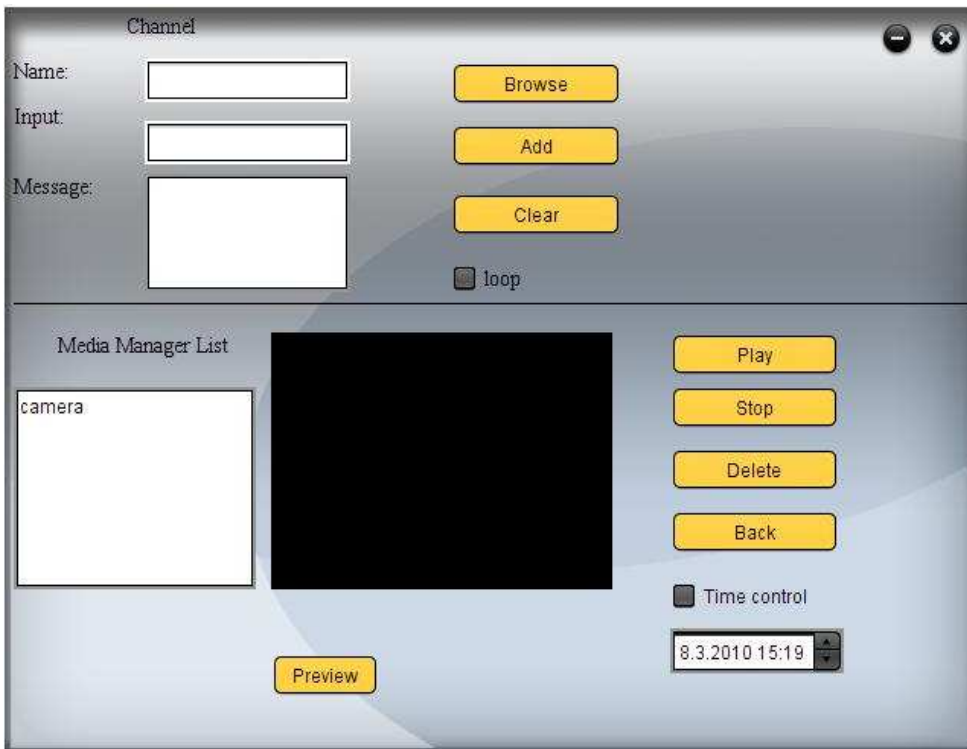 Channel
Name:
Browse
Input:
Add
Message:
Clear
loop
Media Manager List
camera
Play
Stop
Delete
Back
Time control
8.3.2010 15:19
Preview